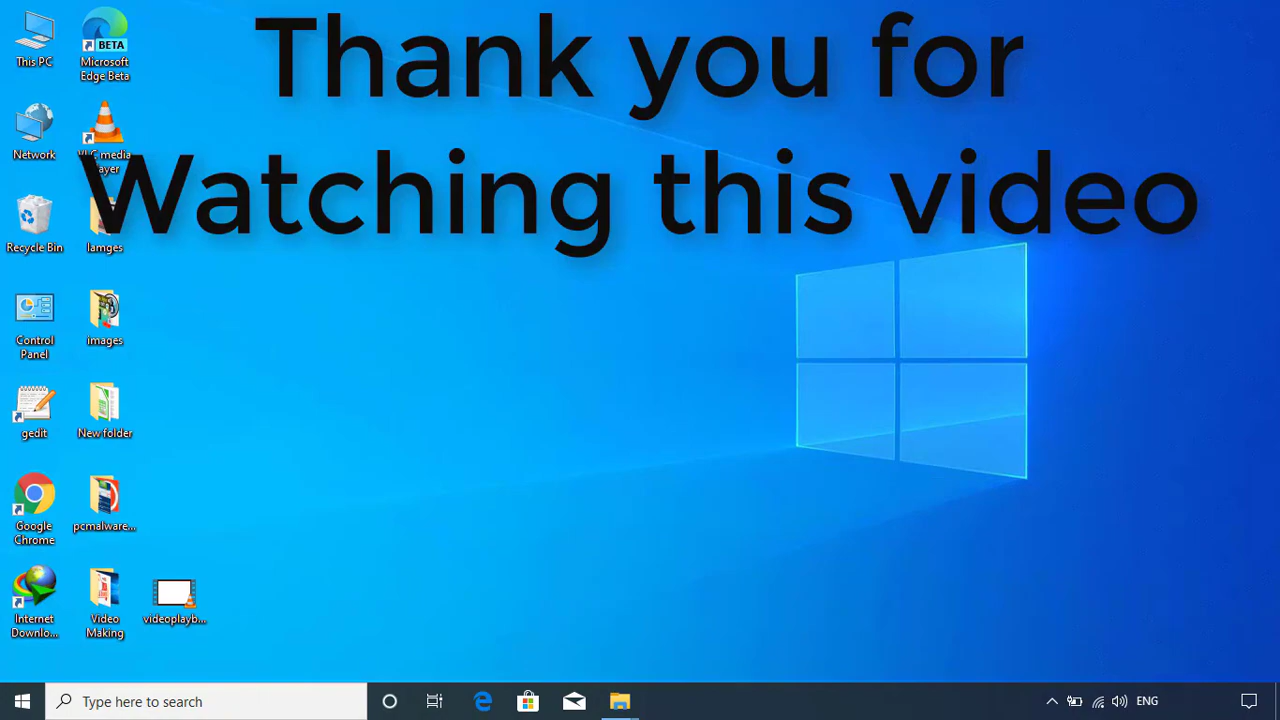 Thank you for
Watching this video
This PC
Microsoft
Edge Beta
BETA
Network
VLC media
player
Recycle Bin
Iamges
Control
Panel
images
gedit
New folder
Google
Chrome
pcmalware...
Internet
Downlo...
Video
Making
videoplayb...
Type here to search
ENG